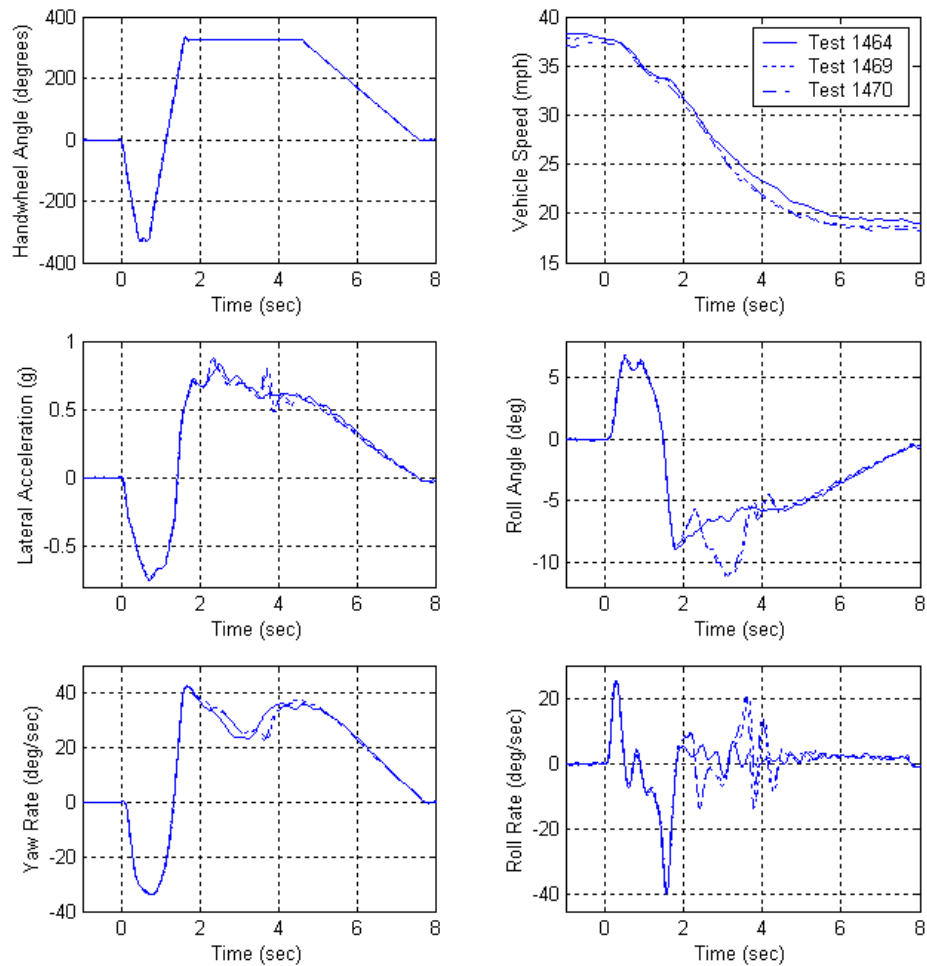 400
200
0
-200
-400
Handwheel Angle (degrees)
0 2 4 6 8
Time (sec)
40
35
30
25
20
15
Vehicle Speed (mph)
Test 1464
Test 1469
Test 1470
0 2 4 6 8
Time (sec)
1
0.5
0
-0.5
Lateral Acceleration (g)
0 2 4 6 8
Time (sec)
5
0
-5
-10
Roll Angle (deg)
0 2 4 6 8
Time (sec)
40
20
0
-20
-40
Yaw Rate (deg/sec)
0 2 4 6 8
Time (sec)
20
0
-20
-40
Roll Rate (deg/sec)
0 2 4 6 8
Time (sec)